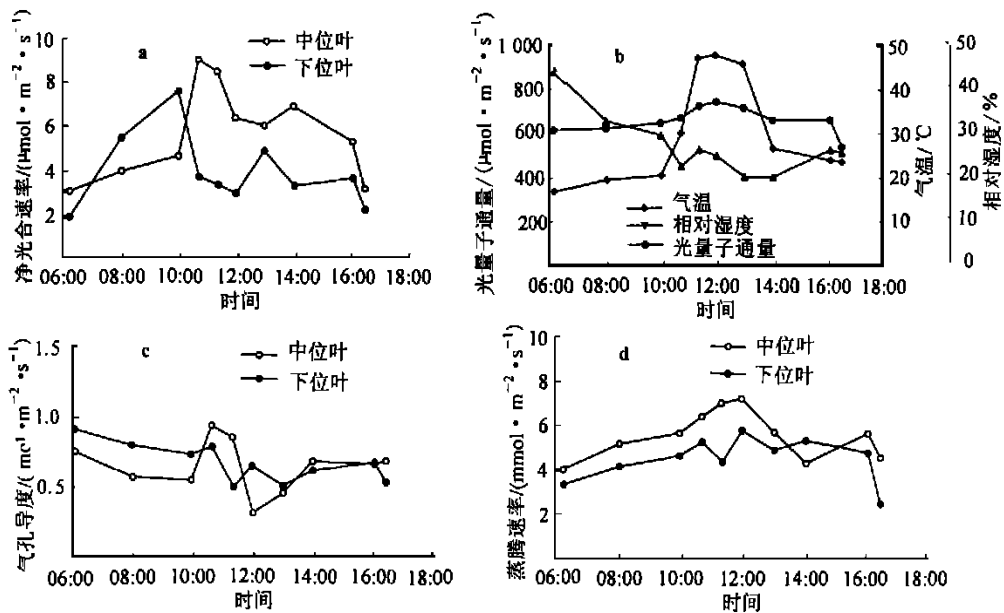 a
中位叶
下位叶
净光合速率/(μmol·m⁻²·s⁻¹)
10
8
6
4
2
06:00 08:00 10:00 12:00 14:00 16:00 18:00
时间
b
光量子通量/(μmol·m⁻²·s⁻¹)
1 000
800
600
400
200
气温
相对湿度
光量子通量
50
40
30
20
10
气温/℃
50
40
30
20
10
0
相对湿度/%
06:00 08:00 10:00 12:00 14:00 16:00 18:00
时间
c
中位叶
下位叶
气孔导度/( mc¹·m⁻²·s⁻¹)
1.5
1.0
0.5
06:00 08:00 10:00 12:00 14:00 16:00 18:00
时间
d
中位叶
下位叶
蒸腾速率/(mmol·m⁻²·s⁻¹)
10
8
6
4
2
06:00 08:00 10:00 12:00 14:00 16:00 18:00
时间